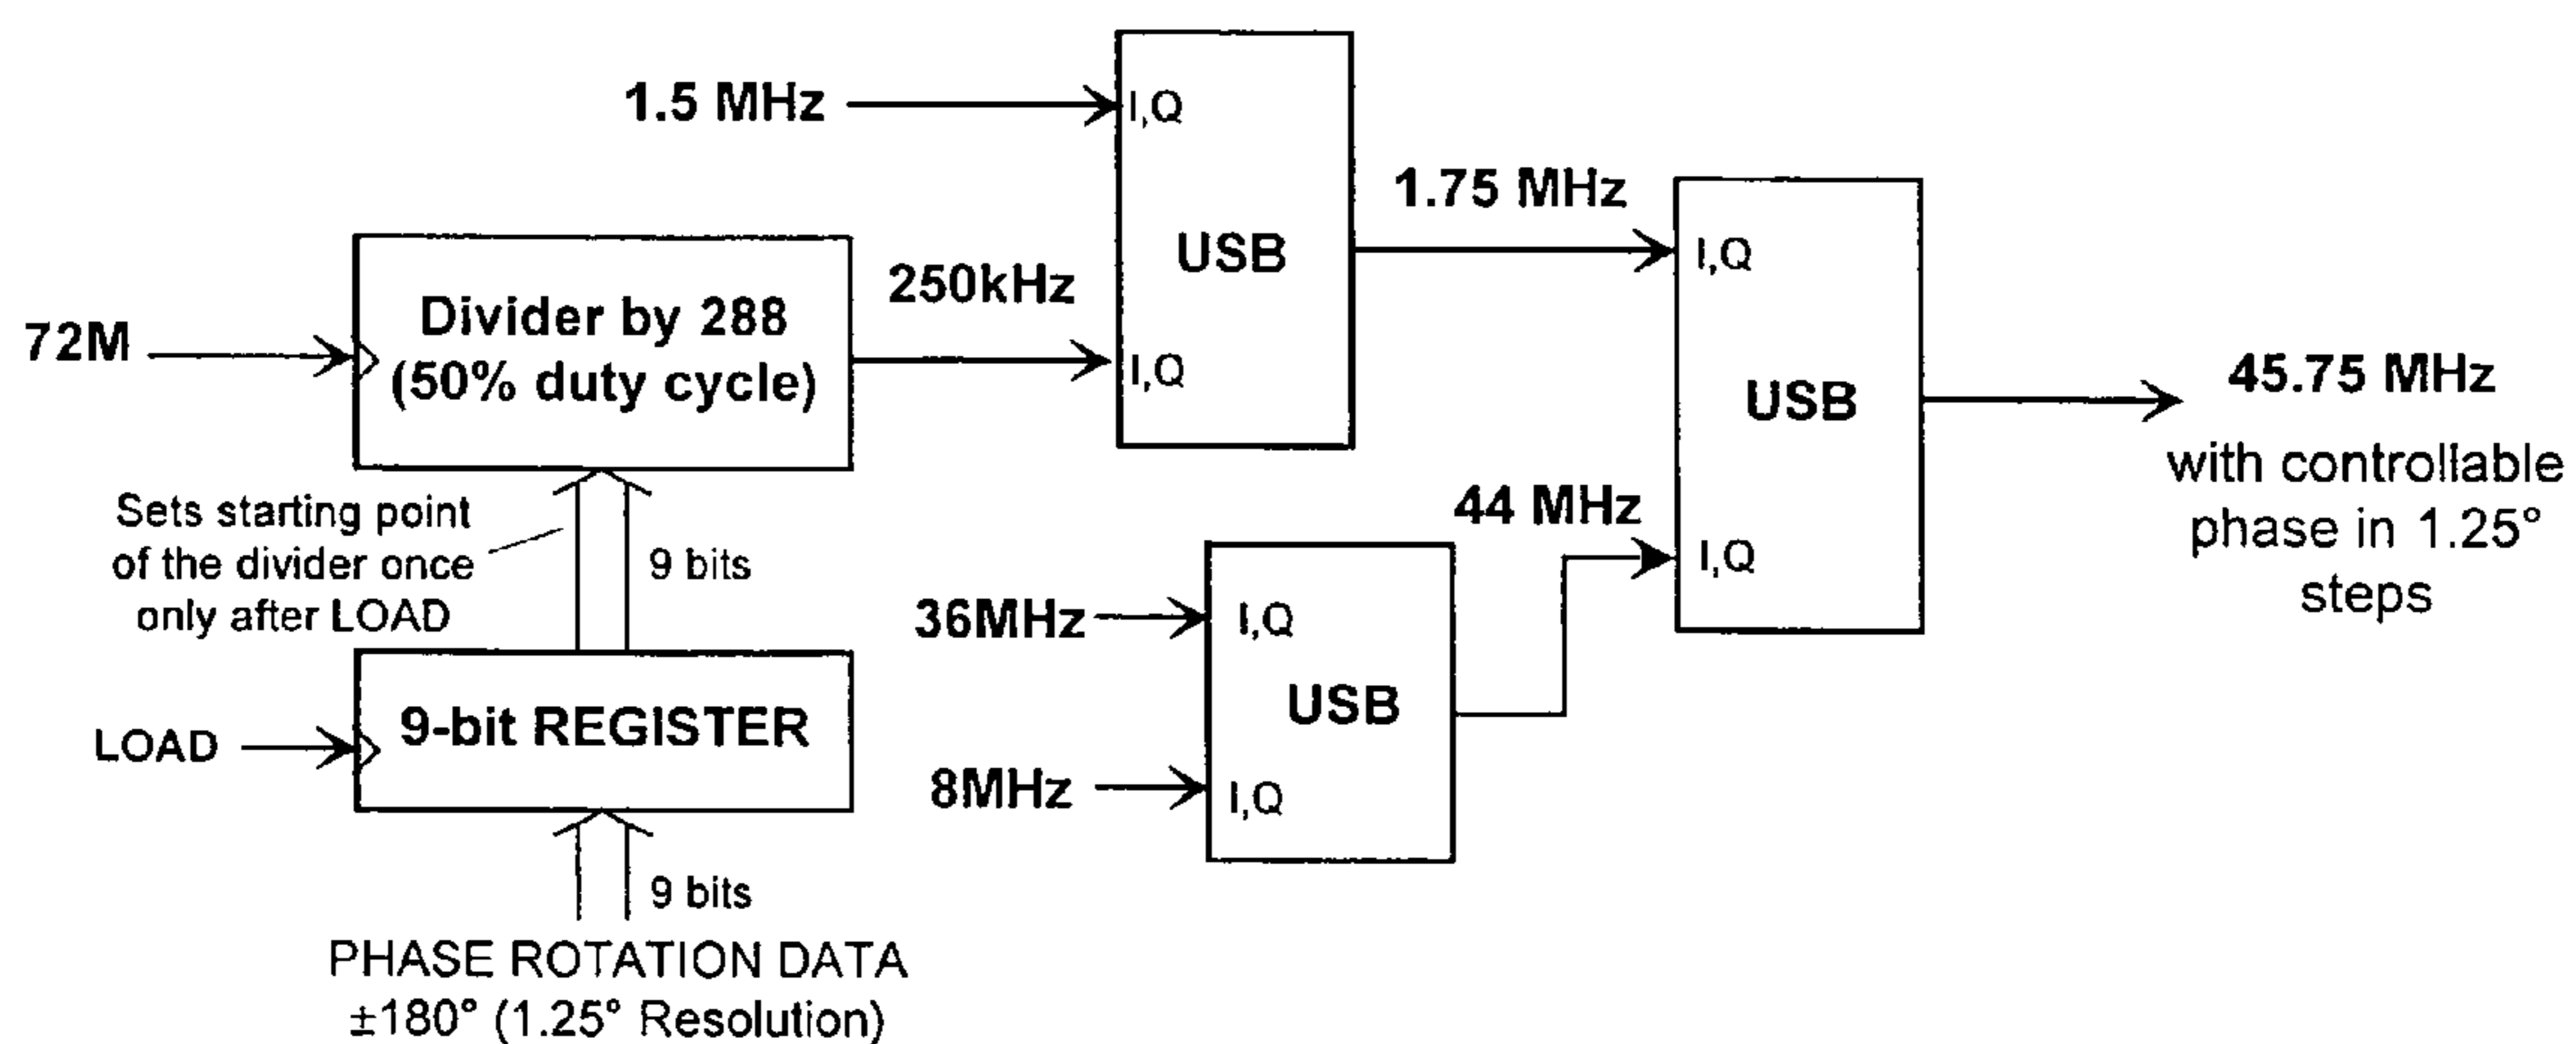 1.5 MHz
I,Q
USB
I,Q
1.75 MHz
72M
Divider by 288
(50% duty cycle)
250kHz
I,Q
USB
I,Q
45.75 MHz
with controllable
phase in 1.25°
steps
Sets starting point
of the divider once
only after LOAD
9 bits
44 MHz
36MHz
I,Q
USB
8MHz
I,Q
LOAD
9-bit REGISTER
9 bits
PHASE ROTATION DATA
±180° (1.25° Resolution)